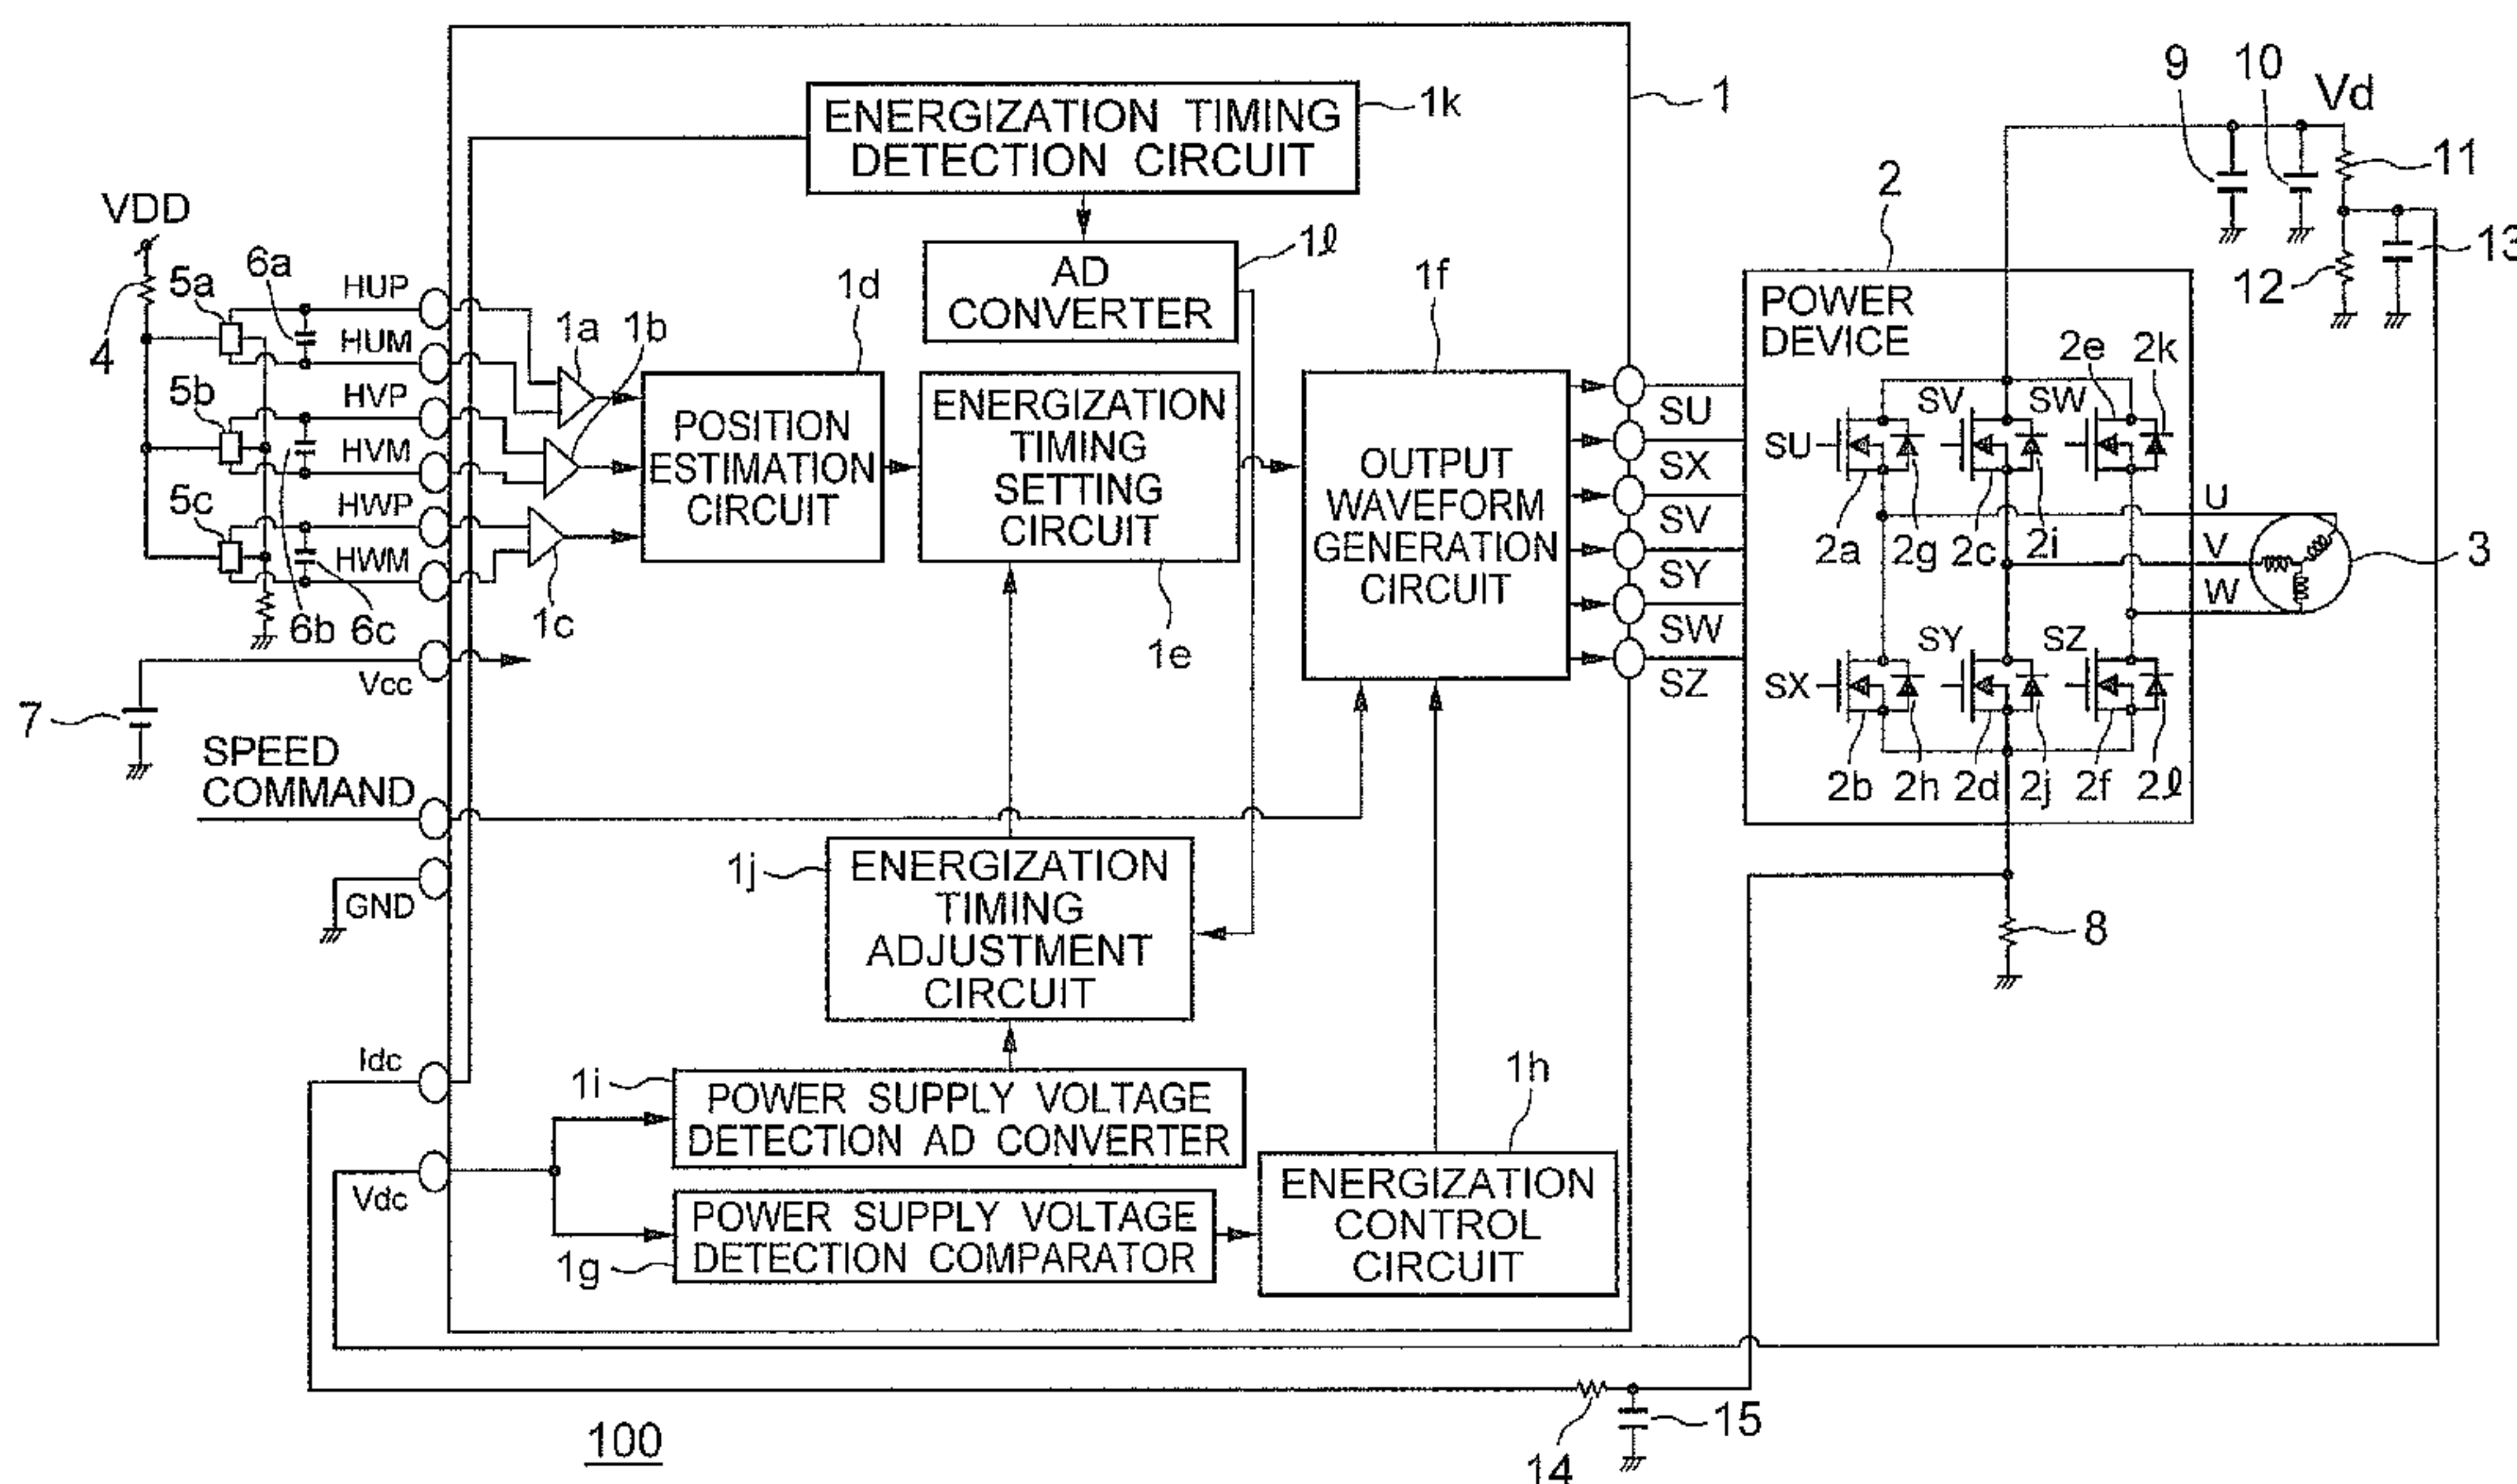 1
ENERGIZATION TIMING
DETECTION CIRCUIT
1k
AD
CONVERTER
1ℓ
VDD
4
5a
6a
HUP
HUM
5b
HVP
HVM
5c
HWP
HWM
6b
6c
1a
1b
1c
1d
POSITION
ESTIMATION
CIRCUIT
ENERGIZATION
TIMING
SETTING
CIRCUIT
1e
1f
OUTPUT
WAVEFORM
GENERATION
CIRCUIT
SU
SX
SV
SY
SW
SZ
Vcc
7
SPEED
COMMAND
GND
1j
ENERGIZATION
TIMING
ADJUSTMENT
CIRCUIT
Idc
Vdc
1i
POWER SUPPLY VOLTAGE
DETECTION AD CONVERTER
1g
POWER SUPPLY VOLTAGE
DETECTION COMPARATOR
1h
ENERGIZATION
CONTROL
CIRCUIT
2
POWER
DEVICE
SU
SV
SW
2e
2k
2a
2g
2c
2i
SX
SY
SZ
2b
2h
2d
2j
2f
2ℓ
U
V
W
3
9
10
Vd
11
12
13
8
14
15
100